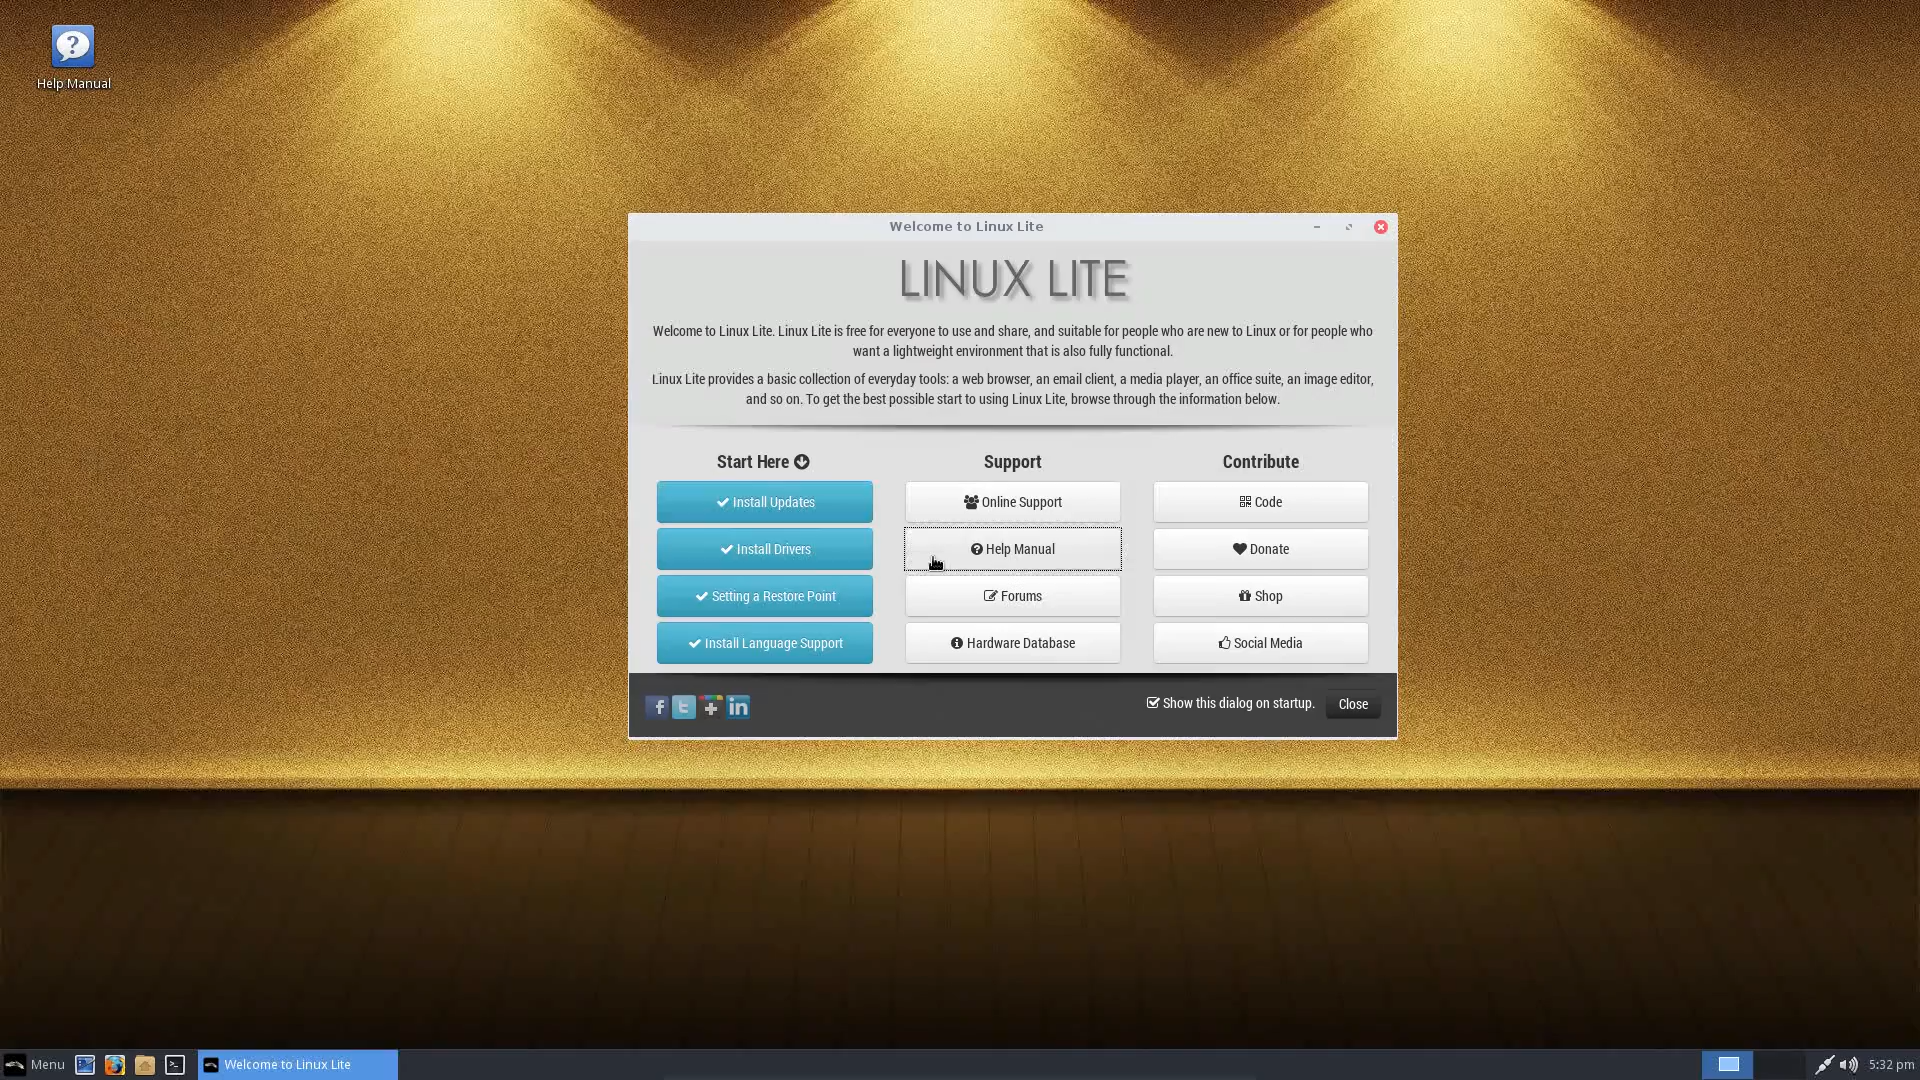 Help Manual
Welcome to Linux Lite
LINUX LITE
Welcome to Linux Lite. Linux Lite is free for everyone to use and share, and suitable for people who are new to Linux or for people who
want a lightweight environment that is also fully functional.
Linux Lite provides a basic collection of everyday tools: a web browser, an email client, a media player, an office suite, an image editor,
and so on. To get the best possible start to using Linux Lite, browse through the information below.
Start Here
Install Updates
Install Drivers
Setting a Restore Point
Install Language Support
Support
Online Support
Help Manual
Forums
Hardware Database
Contribute
Code
Donate
Shop
Social Media
Show this dialog on startup.
Close
Menu
Welcome to Linux Lite
5:32 pm